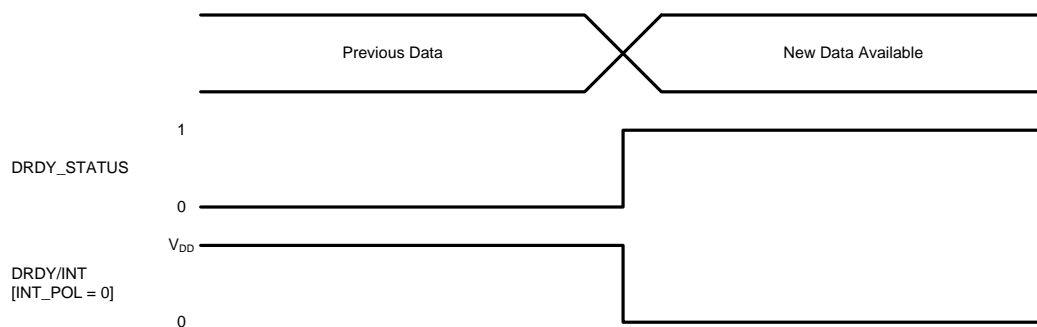 Previous Data
New Data Available
1
DRDY_STATUS
0
VDD
DRDY/INT
[INT_POL = 0]
0